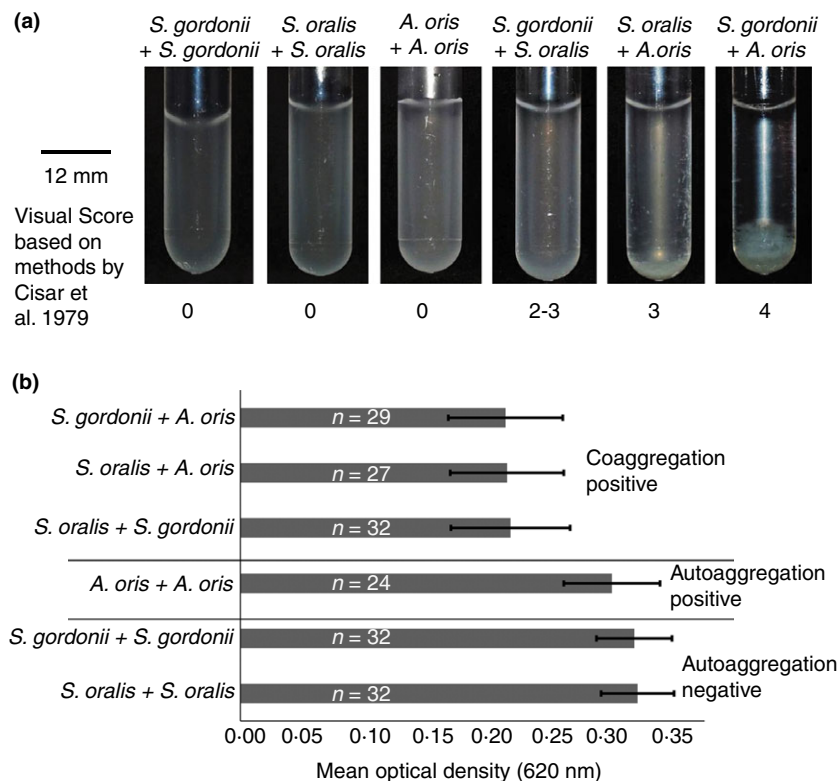 (a)
S. gordonii
+ S. gordonii
S. oralis
+ S. oralis
A. oris
+ A. oris
S. gordonii
+ S. oralis
S. oralis
+ A.oris
S. gordonii
+ A. oris
12 mm
Visual Score
based on
methods by
Cisar et
al. 1979
0
0
0
2-3
3
4
(b)
S. gordonii + A. oris
n = 29
S. oralis + A. oris
n = 27
Coaggregation
positive
S. oralis + S. gordonii
n = 32
A. oris + A. oris
n = 24
Autoaggregation
positive
S. gordonii + S. gordonii
n = 32
S. oralis + S. oralis
n = 32
Autoaggregation
negative
0·00 0·05 0·10 0·15 0·20 0·25 0·30 0·35
Mean optical density (620 nm)